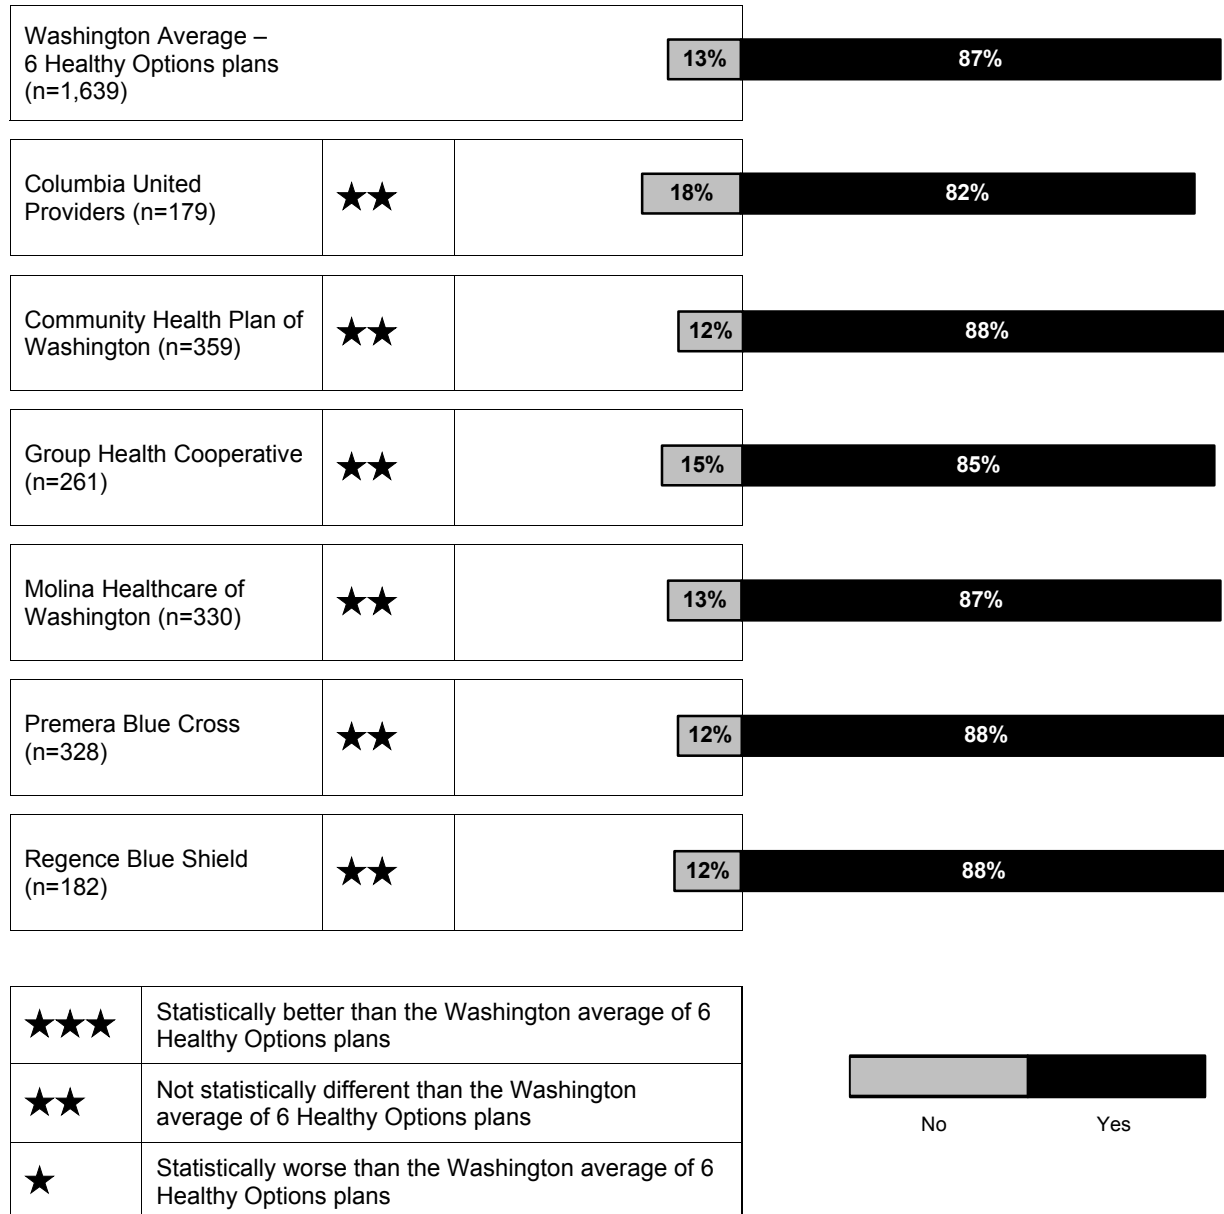 Washington Average –
6 Healthy Options plans
(n=1,639)
13%
87%
Columbia United
Providers (n=179)
★★
18%
82%
Community Health Plan of
Washington (n=359)
★★
12%
88%
Group Health Cooperative
(n=261)
★★
15%
85%
Molina Healthcare of
Washington (n=330)
★★
13%
87%
Premera Blue Cross
(n=328)
★★
12%
88%
Regence Blue Shield
(n=182)
★★
12%
88%
★★★
Statistically better than the Washington average of 6
Healthy Options plans
★★
Not statistically different than the Washington
average of 6 Healthy Options plans
★
Statistically worse than the Washington average of 6
Healthy Options plans
No
Yes